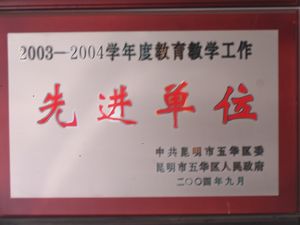 2003—2004学年度教育教学工作
先进单位
中共昆明市五华区委
昆明市五华区人民政府
二〇〇四年九月